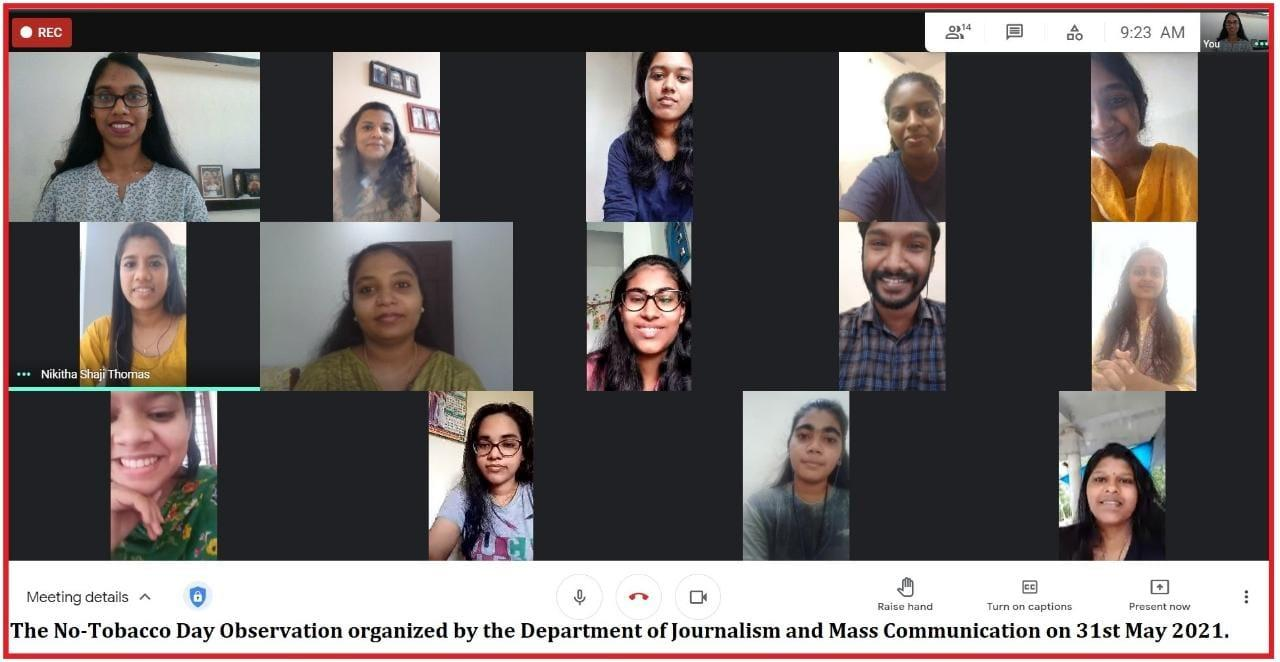 REC
14
9:23 AM
You
Nikitha Shaji Thomas
Meeting details
Raise hand
CC
Turn on captions
Present now
The No-Tobacco Day Observation organized by the Department of Journalism and Mass Communication on 31st May 2021.